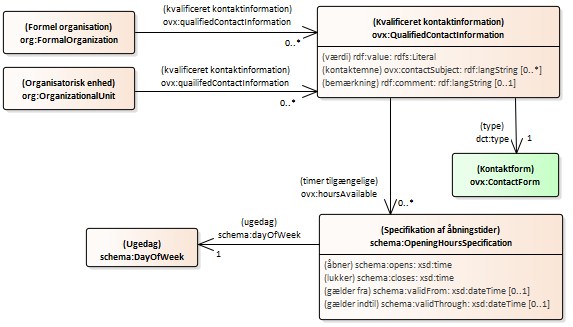 (Formel organisation)
org:FormalOrganization
(kvalificeret kontaktinformation)
ovx:qualifiedContactInformation
0..*
(Kvalificeret kontaktinformation)
ovx:QualifiedContactInformation
(værdi) rdf:value: rdfs:Literal
(kontaktemne) ovx:contactSubject: rdf:langString [0..*]
(bemærkning) rdf:comment: rdf:langString [0..1]
(Organisatorisk enhed)
org:OrganizationalUnit
(kvalificeret kontaktinformation)
ovx:quailifedContactInformation
0..*
(type)
dct:type
1
(Kontaktform)
ovx:ContactForm
(timer tilgængelige)
ovx:hoursAvailable
0..*
(ugedag)
schema:dayOfWeek
1
(Ugedag)
schema:DayOfWeek
(Specifikation af åbningstider)
schema:OpeningHoursSpecification
(åbner) schema:opens: xsd:time
(lukker) schema:closes: xsd:time
(gælder fra) schema:validFrom: xsd:dateTime [0..1]
(gælder indtil) schema:validThrough: xsd:dateTime [0..1]